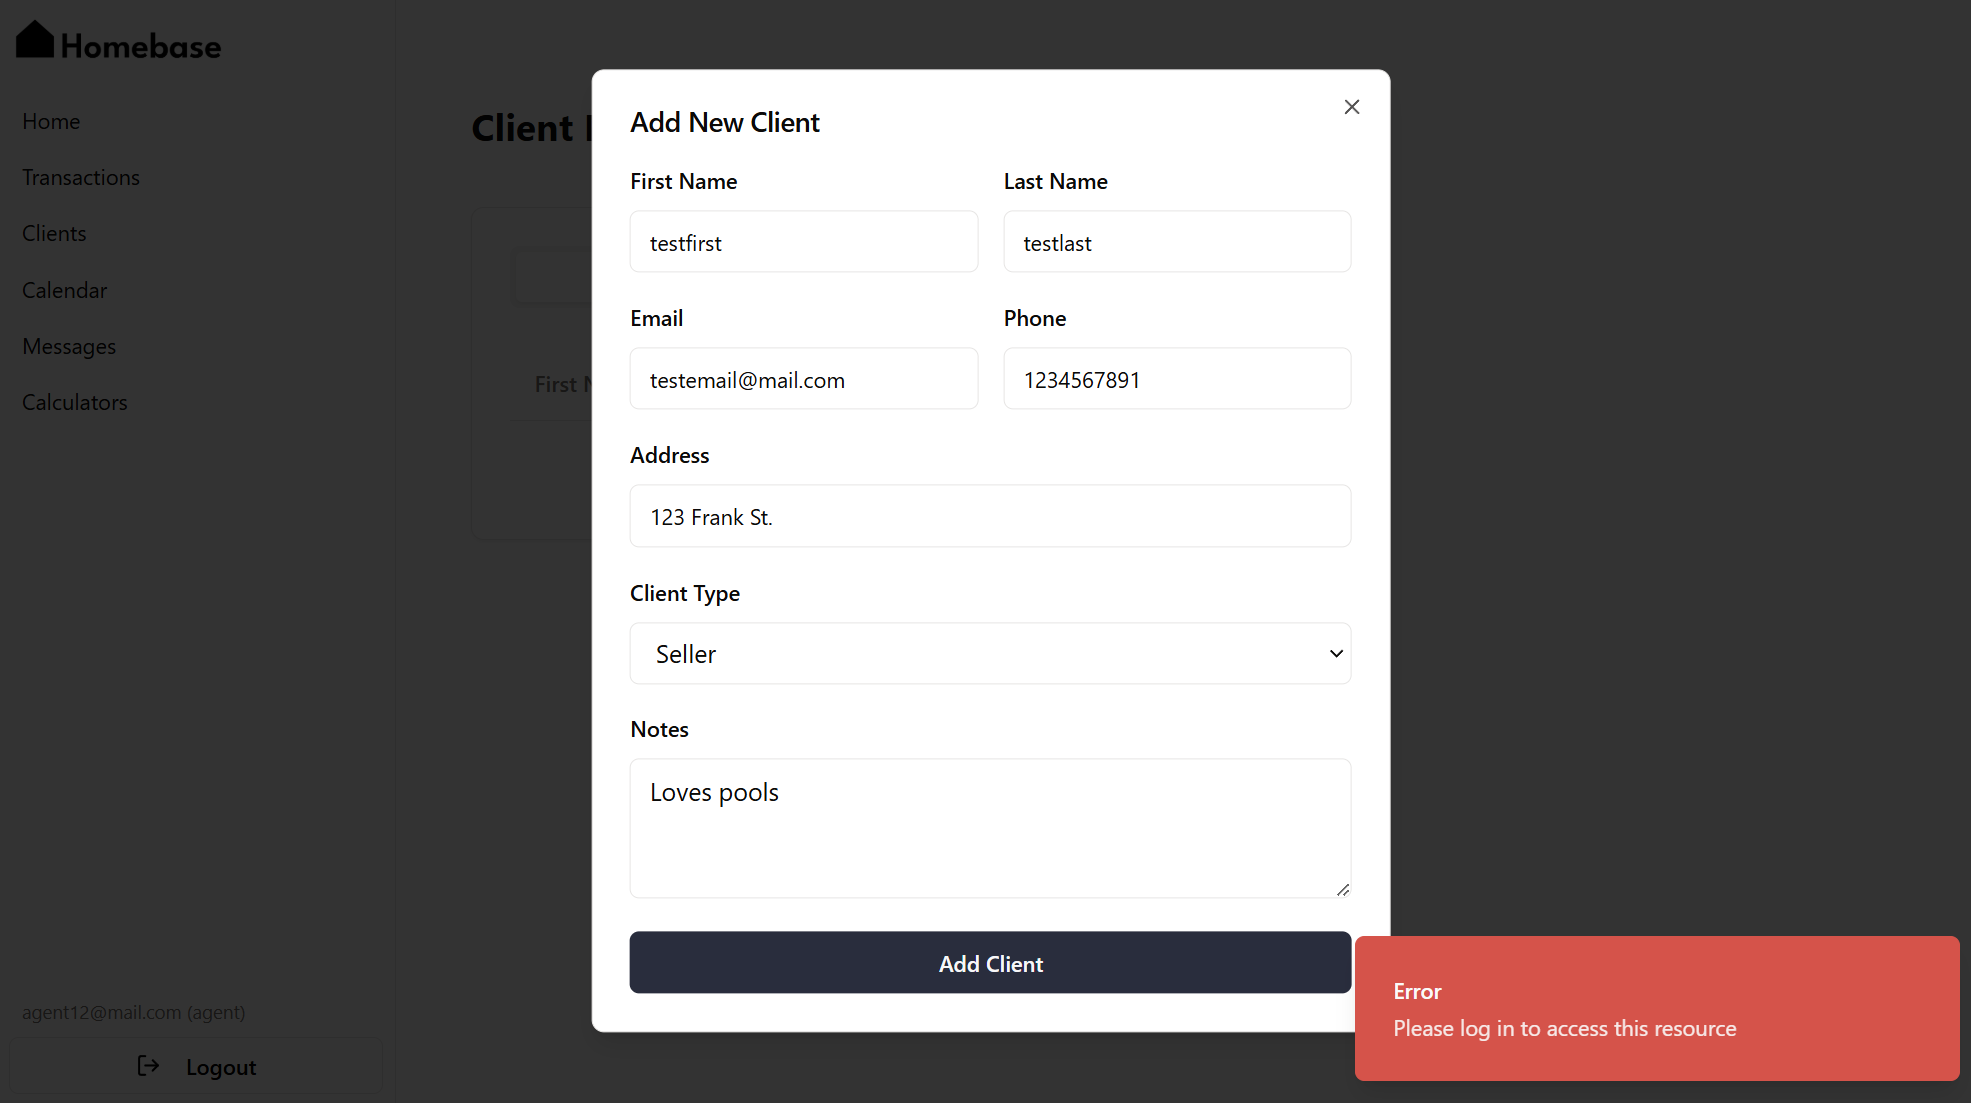 Homebase
Home
Transactions
Clients
Calendar
Messages
Calculators
agent12@mail.com (agent)
Logout
Client
First
Add New Client
First Name
Last Name
testfirst
testlast
Email
Phone
testemail@mail.com
1234567891
Address
123 Frank St.
Client Type
Seller
Notes
Loves pools
Add Client
Error
Please log in to access this resource